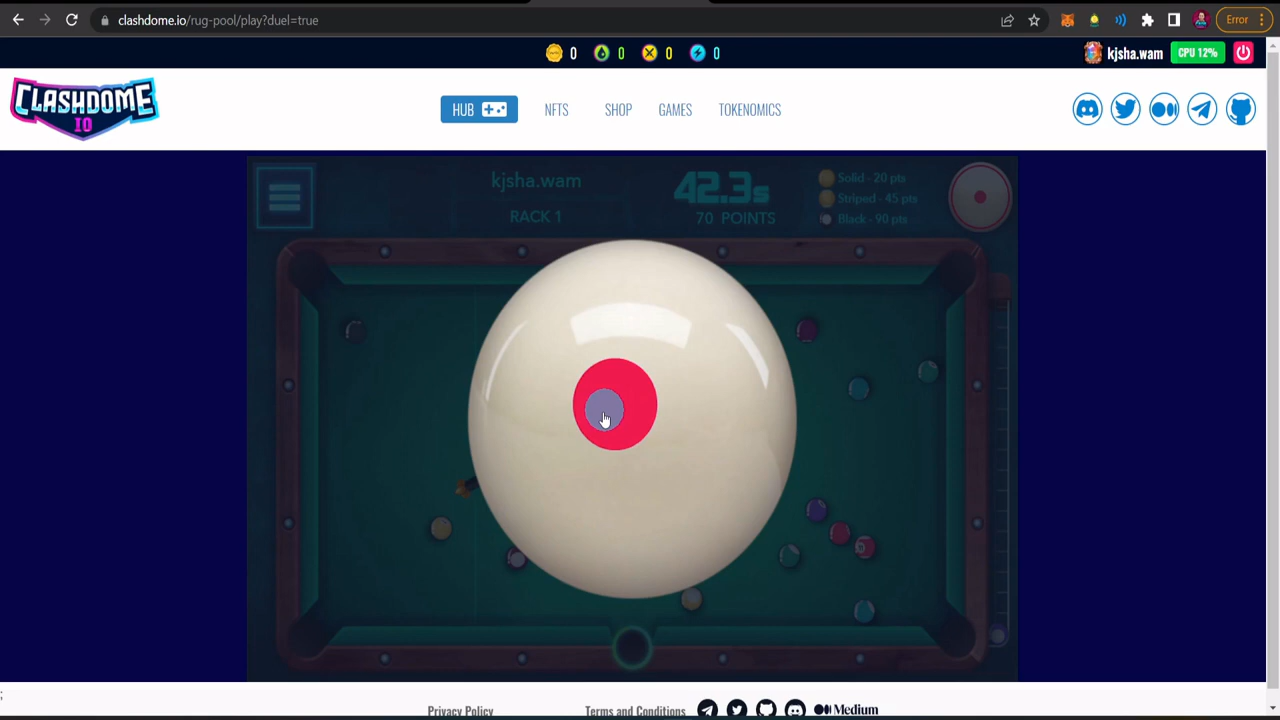 clashdome.io/rug-pool/play?duel=true
Error
0 0 0 0
kjsha.wam
CPU 12%
CLASHDOME
IO
HUB
NFTS
SHOP
GAMES
TOKENOMICS
kjsha.wam
RACK 1
42.3s
70 POINTS
Solid - 20 pts
Striped - 45 pts
Black - 90 pts
;
Privacy Policy
Terms and Conditions
Medium